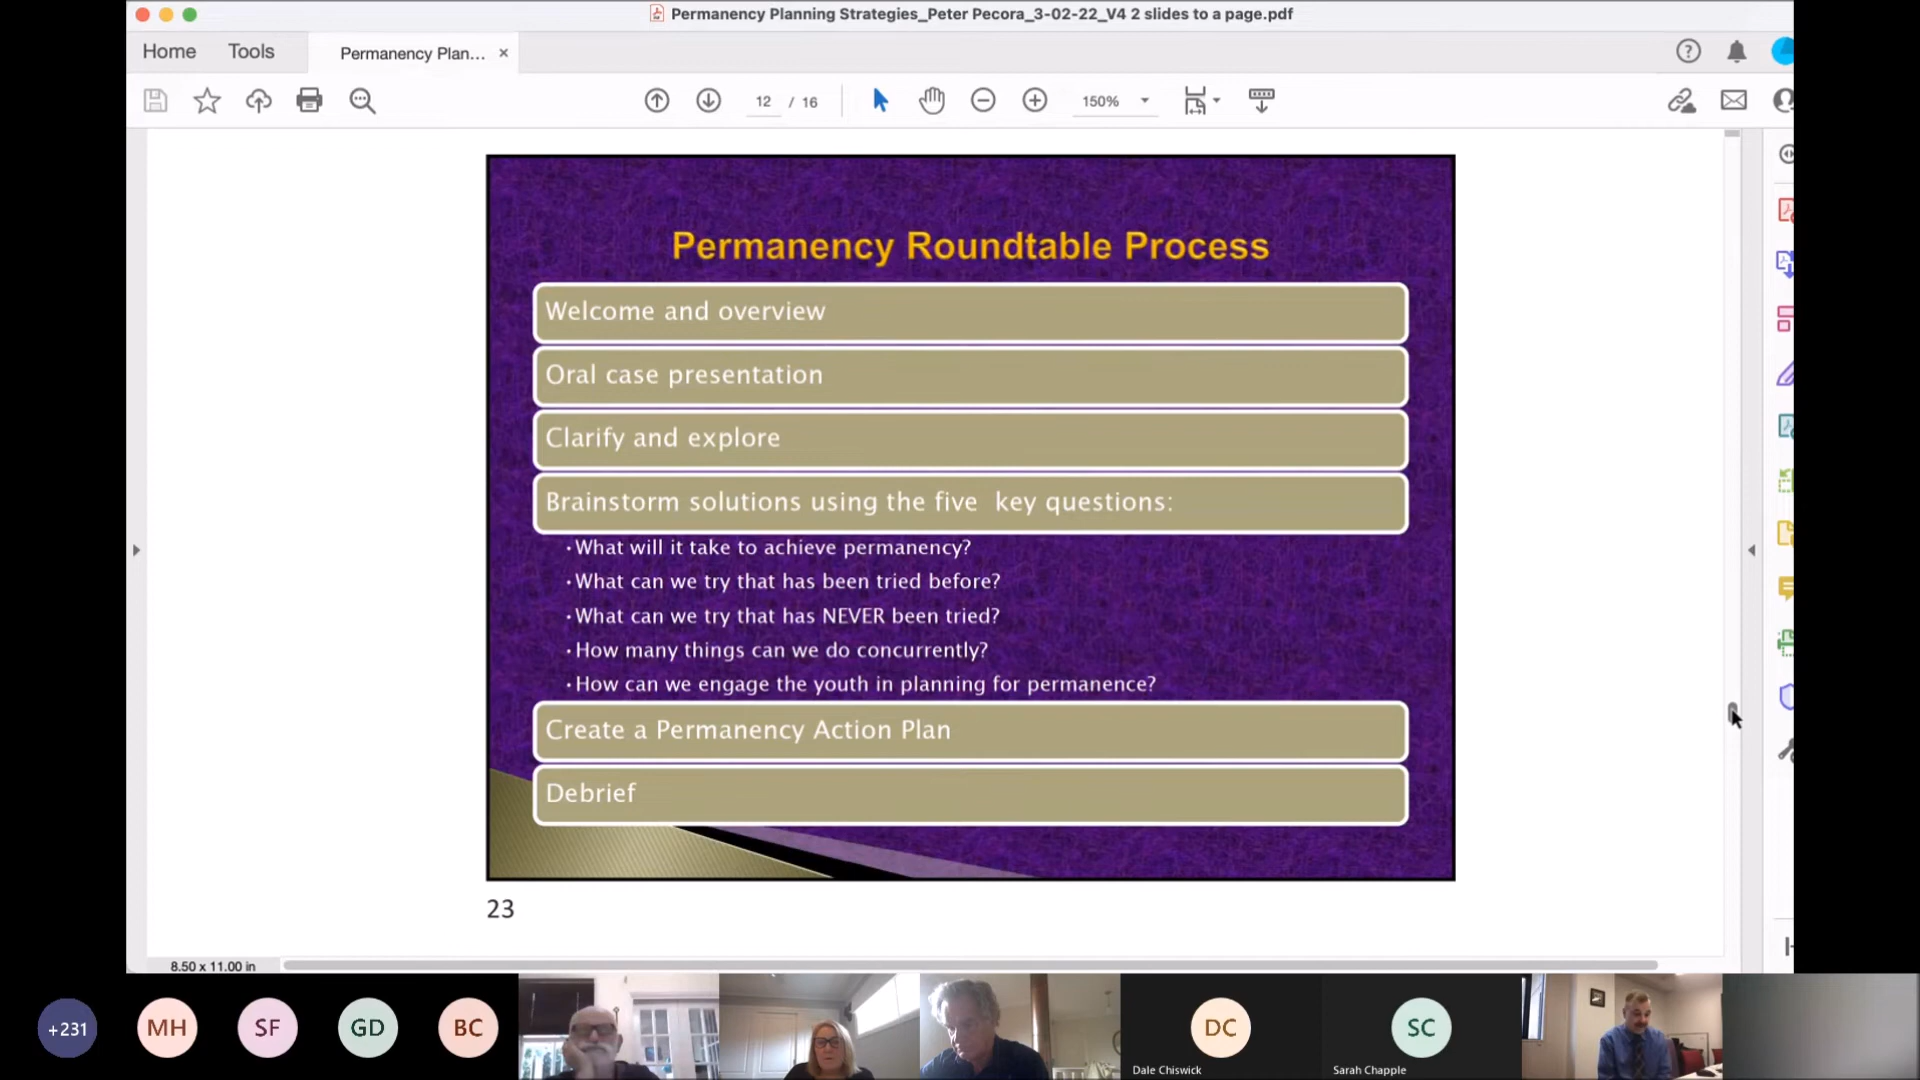 Permanency Planning Strategies_Peter Pecora_3-02-22_V4 2 slides to a page.pdf
Home
Tools
Permanency Plan...
12 / 16
150%
Permanency Roundtable Process
Welcome and overview
Oral case presentation
Clarify and explore
Brainstorm solutions using the five  key questions:
•What will it take to achieve permanency?
•What can we try that has been tried before?
•What can we try that has NEVER been tried?
•How many things can we do concurrently?
•How can we engage the youth in planning for permanence?
Create a Permanency Action Plan
Debrief
23
8.50 x 11.00 in
+231
MH
SF
GD
BC
DC
Dale Chiswick
SC
Sarah Chapple